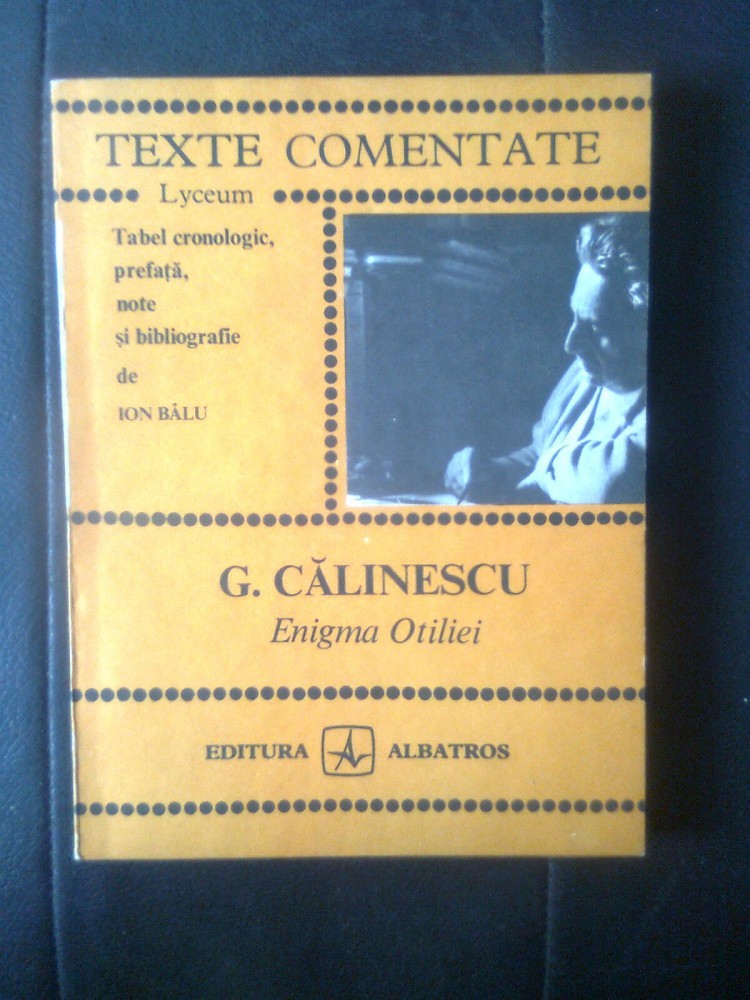 TEXTE COMENTATE
Lyceum
Tabel cronologic,
prefață,
note
și bibliografie
de
ION BĂLU
G. CĂLINESCU
Enigma Otiliei
EDITURA ALBATROS